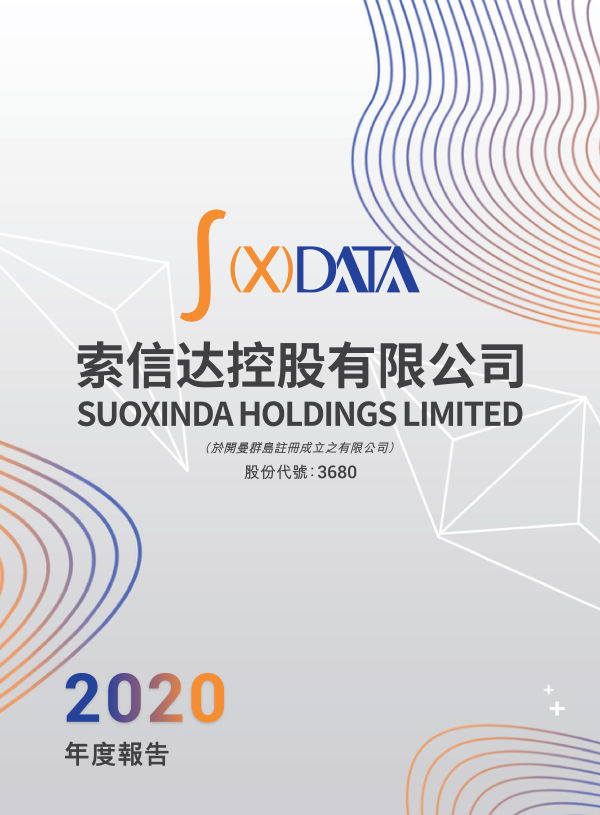 ∫(X)DATA
索信达控股有限公司
SUOXINDA HOLDINGS LIMITED
（於開曼群島註冊成立之有限公司）
股份代號：3680
2020
年度報告